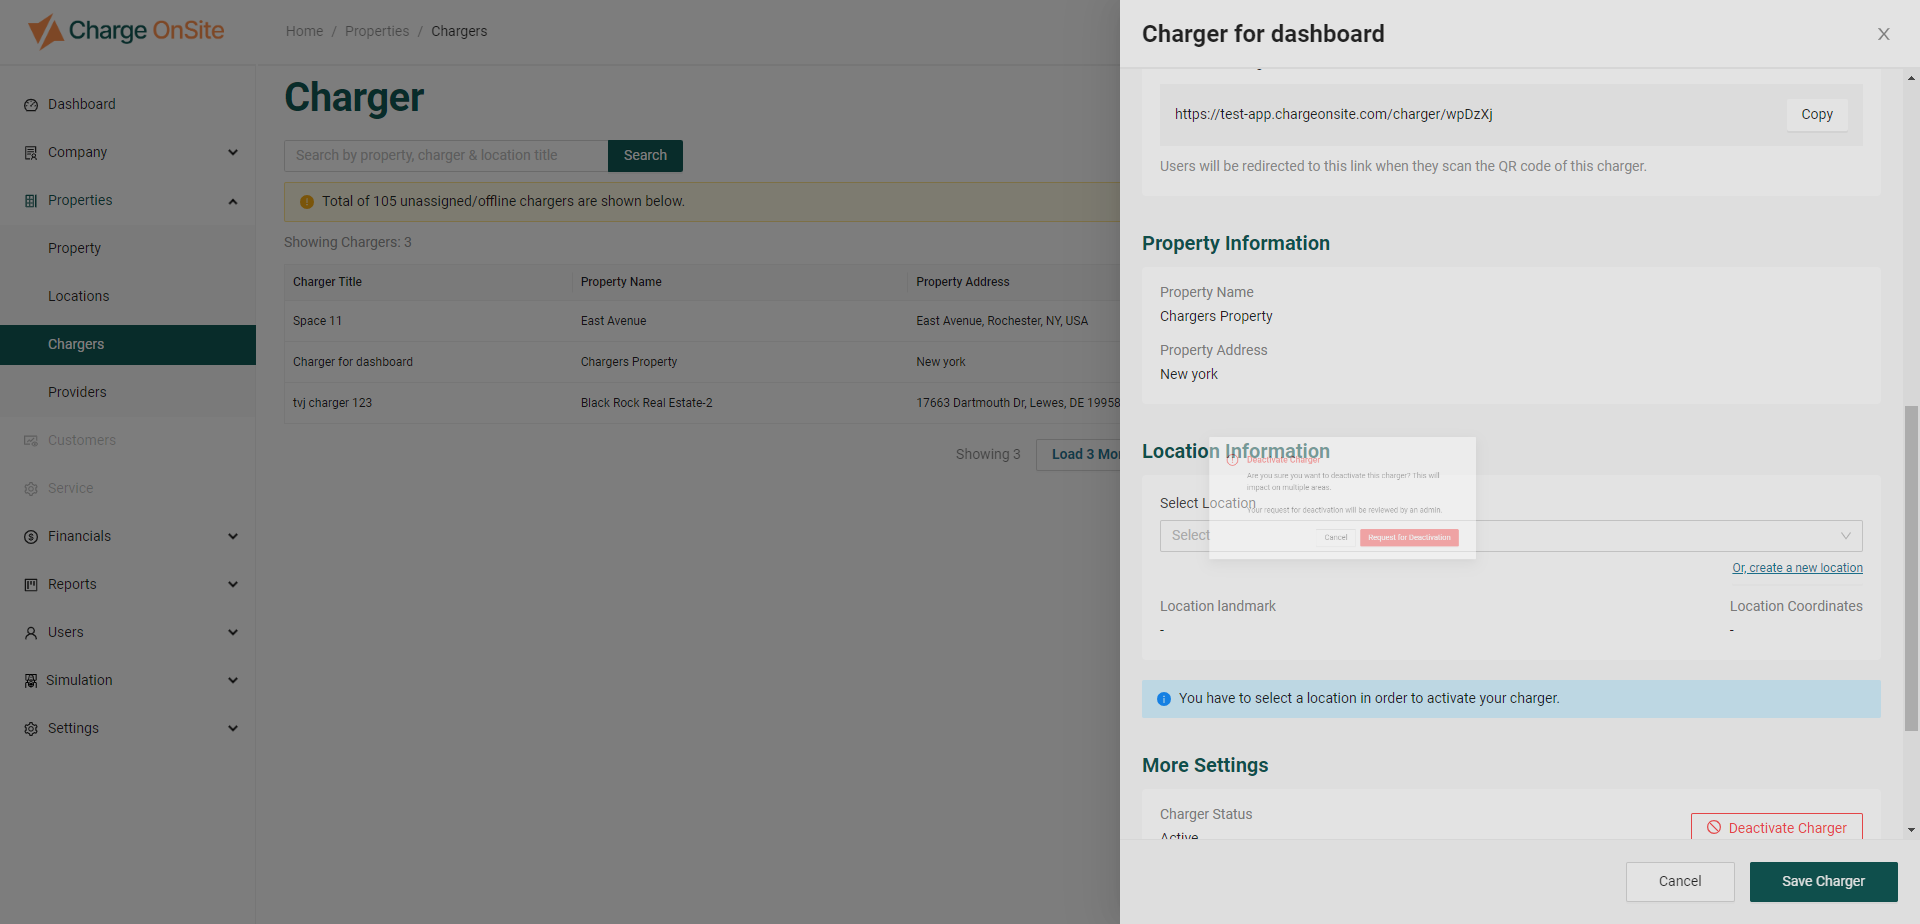 Charge OnSite
Home / Properties / Chargers
Dashboard
Company
Properties
Property
Locations
Chargers
Providers
Customers
Service
Financials
Reports
Users
Simulation
Settings
Charger
Search by property, charger & location title
Search
Total of 105 unassigned/offline chargers are shown below.
Showing Chargers: 3
Charger Title Property Name Property Address
Space 11 East Avenue East Avenue, Rochester, NY, USA
Charger for dashboard Chargers Property New york
tvj charger 123 Black Rock Real Estate-2 17663 Dartmouth Dr, Lewes, DE 19958
Showing 3
Load 3 Mor
Charger for dashboard
https://test-app.chargeonsite.com/charger/wpDzXj
Copy
Users will be redirected to this link when they scan the QR code of this charger.
Property Information
Property Name
Chargers Property
Property Address
New york
Location Information
Select Location
Select
Deactivate Charger
Are you sure you want to deactivate this charger? This will
impact on multiple areas.
Your request for deactivation will be reviewed by an admin.
Cancel
Request for Deactivation
Or, create a new location
Location landmark Location Coordinates
- -
You have to select a location in order to activate your charger.
More Settings
Charger Status
Active
Deactivate Charger
Cancel
Save Charger